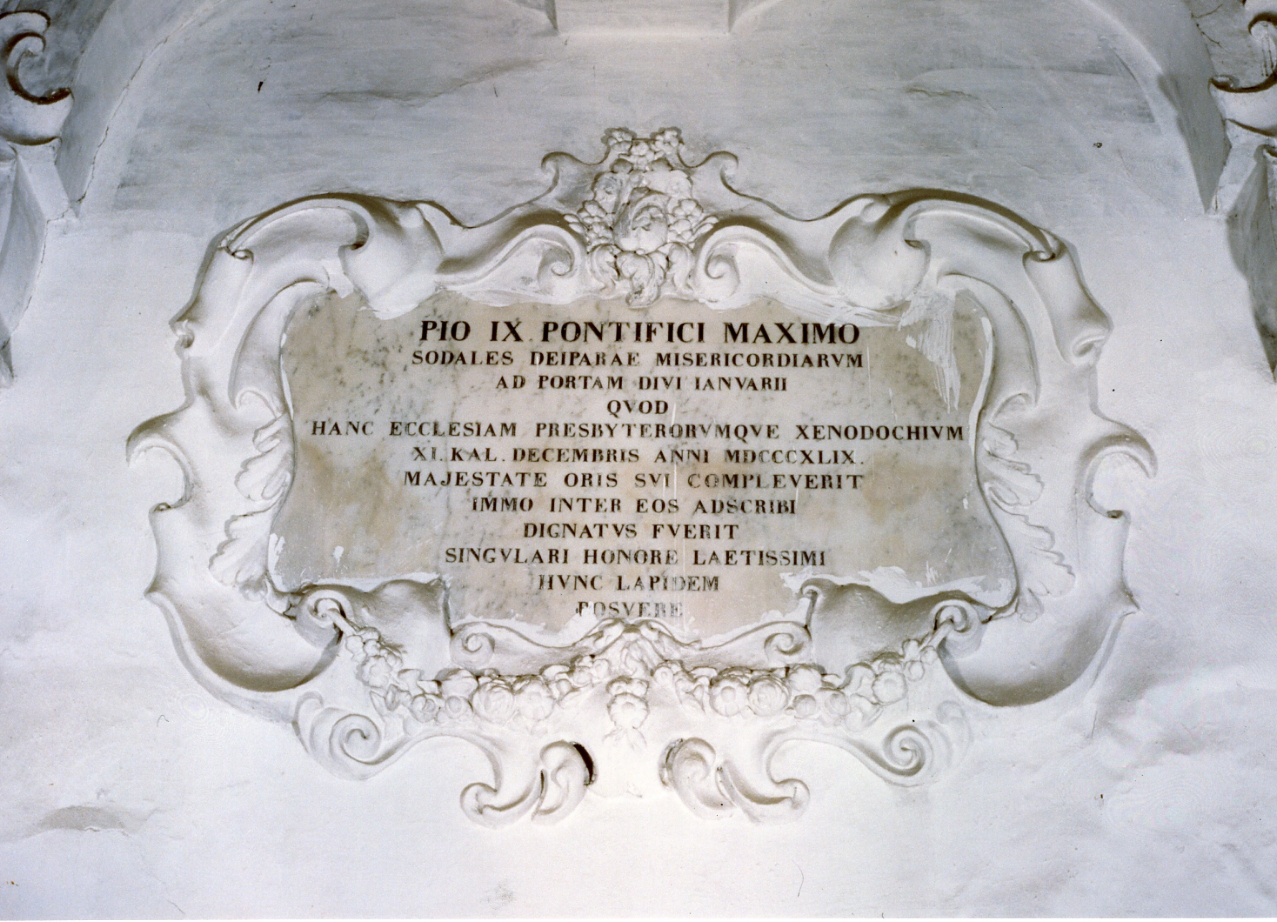 PIO IX PONTIFICI MAXIMO
SODALES DEIPARAE MISERICORDIARVM
AD PORTAM DIVI IANVARII
QVOD
HANC ECCLESIAM PRESBYTERORVMQVE XENODOCHIVM
XI. KAL. DECEMBRIS ANNI MDCCCXLIX.
MAJESTATE ORIS SVI COMPLEVERIT
IMMO INTER EOS ADSCRIBI
DIGNATVS FVERIT
SINGVLARI HONORE LAETISSIMI
HVNC LAPIDEM
POSVERE